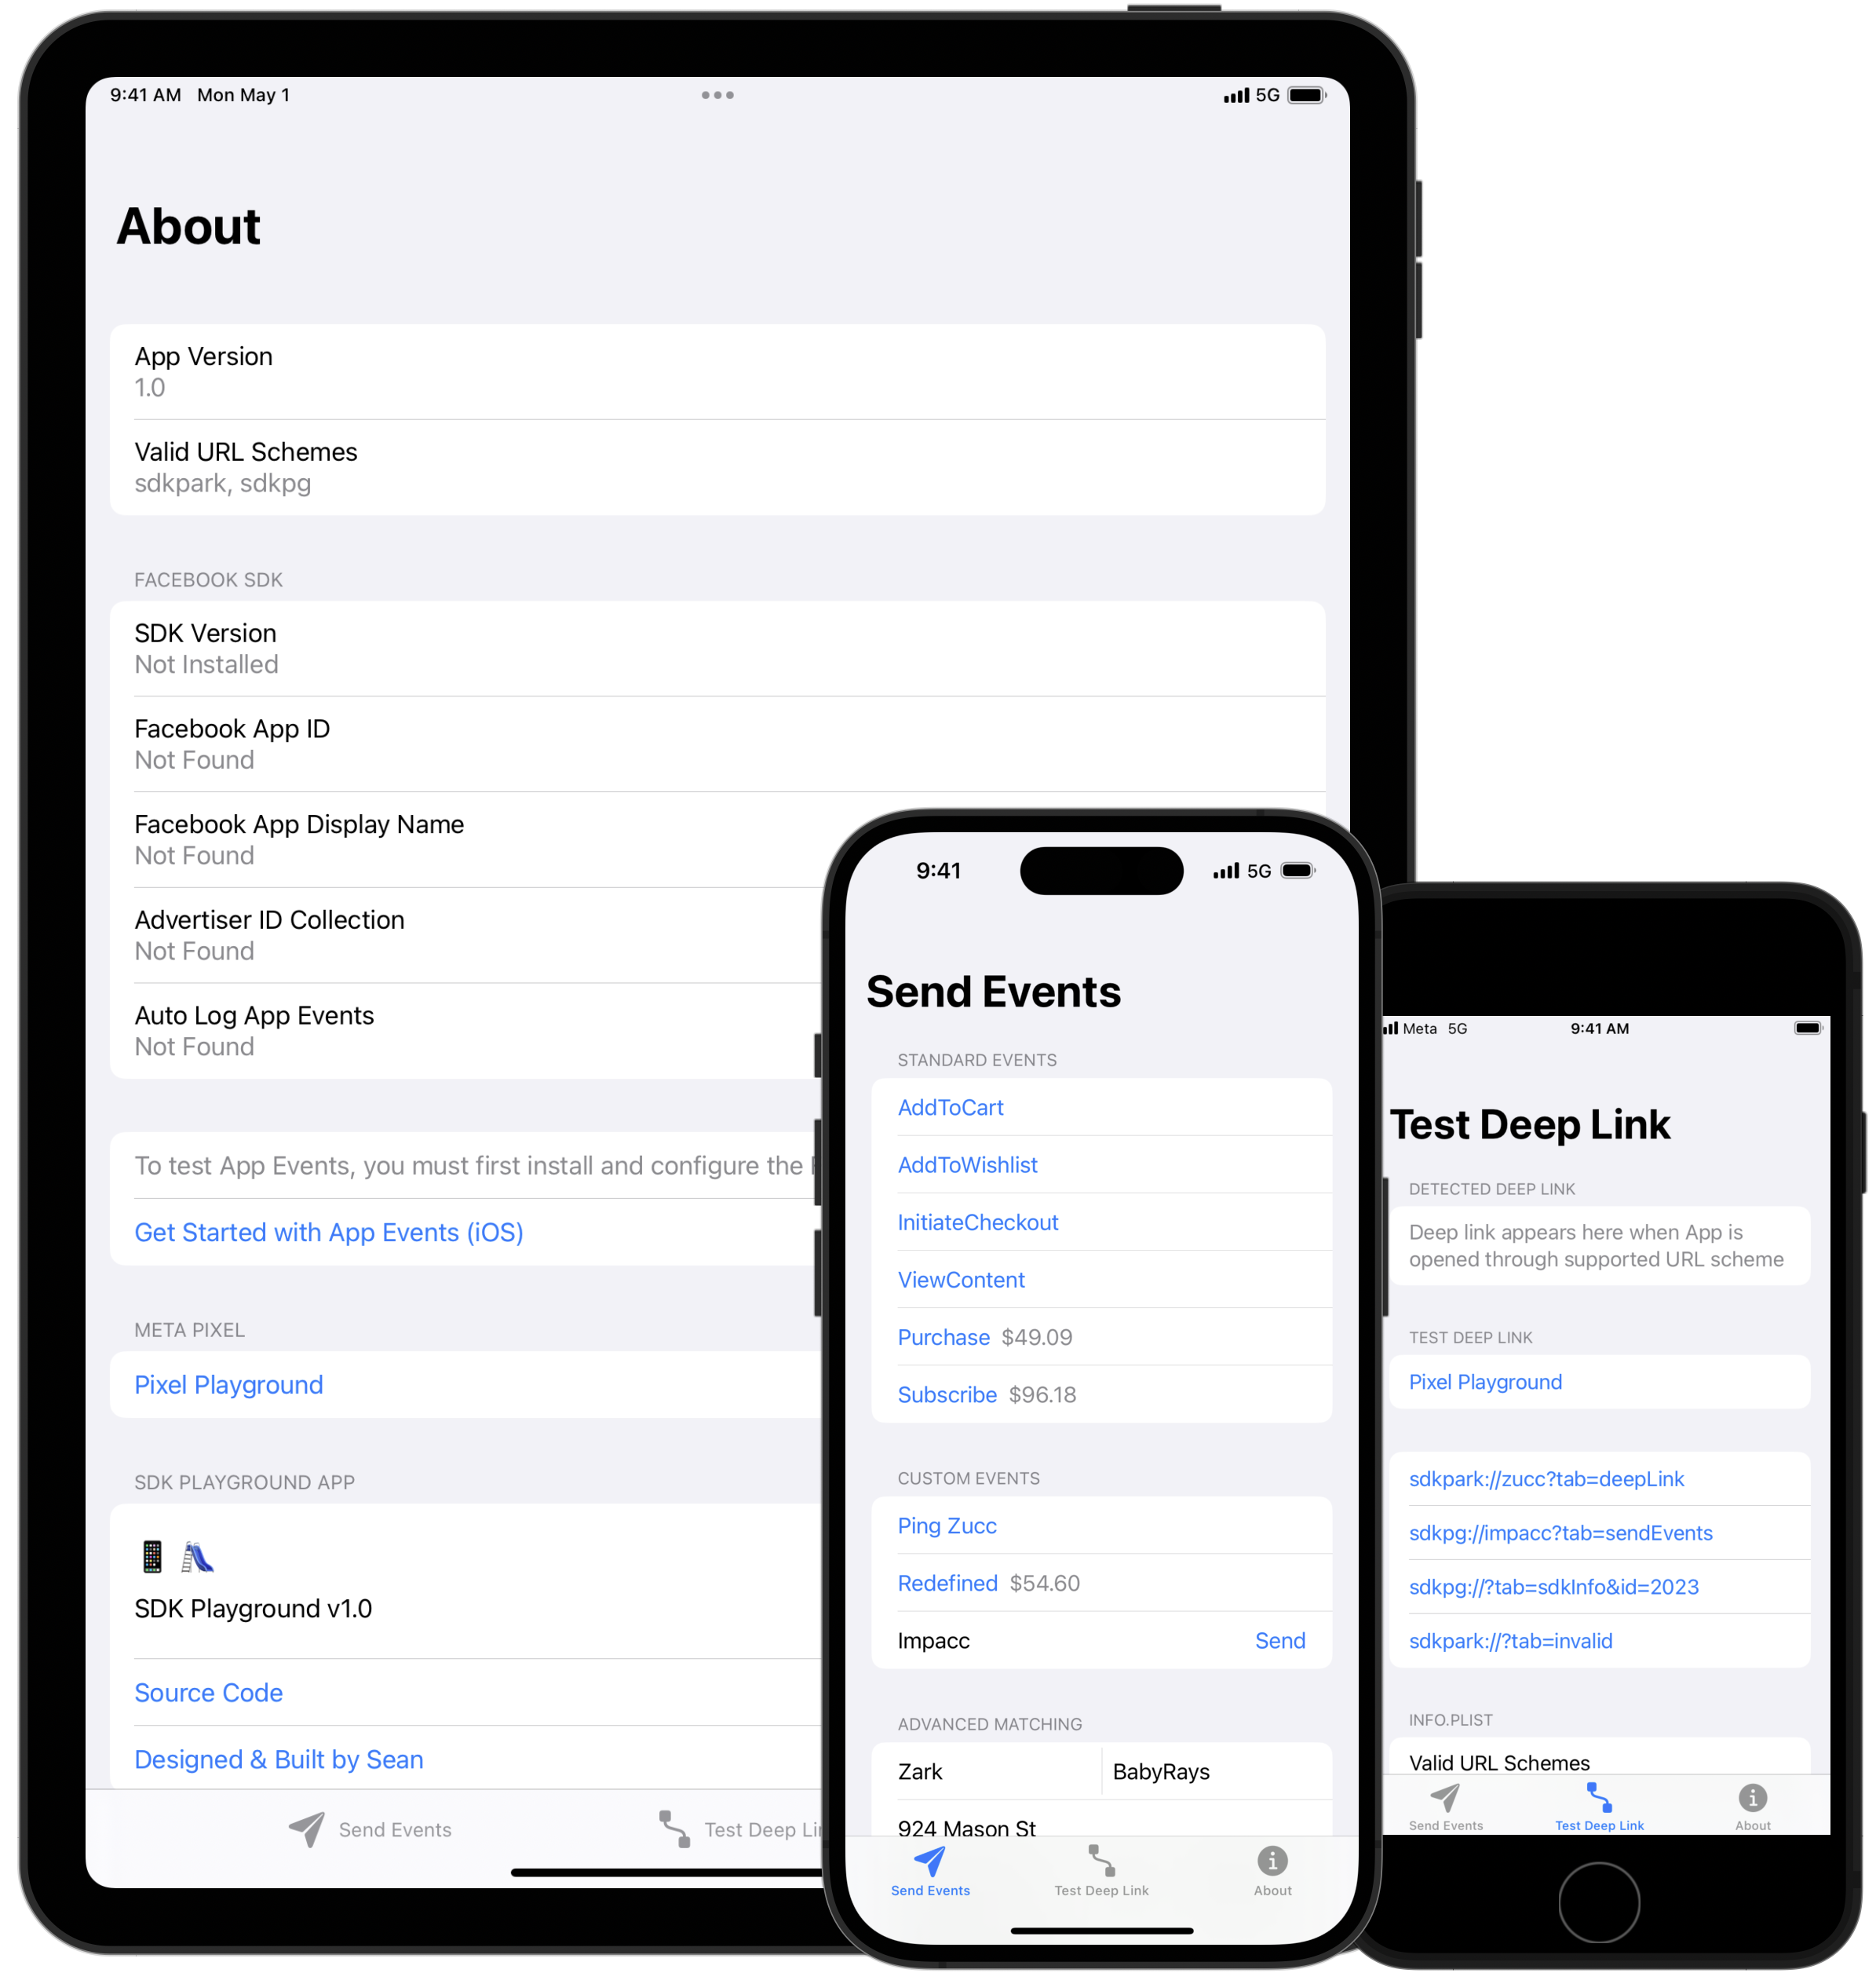 9:41 AM Mon May 1
5G
About
App Version
1.0
Valid URL Schemes
sdkpark, sdkpg
FACEBOOK SDK
SDK Version
Not Installed
Facebook App ID
Not Found
Facebook App Display Name
Not Found
Advertiser ID Collection
Not Found
Auto Log App Events
Not Found
To test App Events, you must first install and configure the
Get Started with App Events (iOS)
META PIXEL
Pixel Playground
SDK PLAYGROUND APP
SDK Playground v1.0
Source Code
Designed & Built by Sean
Send Events
Test Deep
9:41
5G
Send Events
STANDARD EVENTS
AddToCart
AddToWishlist
InitiateCheckout
ViewContent
Purchase $49.09
Subscribe $96.18
CUSTOM EVENTS
Ping Zucc
Redefined $54.60
Impacc Send
ADVANCED MATCHING
Zark BabyRays
924 Mason St
Send Events Test Deep Link About
Meta 5G 9:41 AM
Test Deep Link
DETECTED DEEP LINK
Deep link appears here when App is
opened through supported URL scheme
TEST DEEP LINK
Pixel Playground
sdkpark://zucc?tab=deepLink
sdkpg://impacc?tab=sendEvents
sdkpg://?tab=sdkInfo&id=2023
sdkpark://?tab=invalid
INFO.PLIST
Valid URL Schemes
Send Events Test Deep Link About